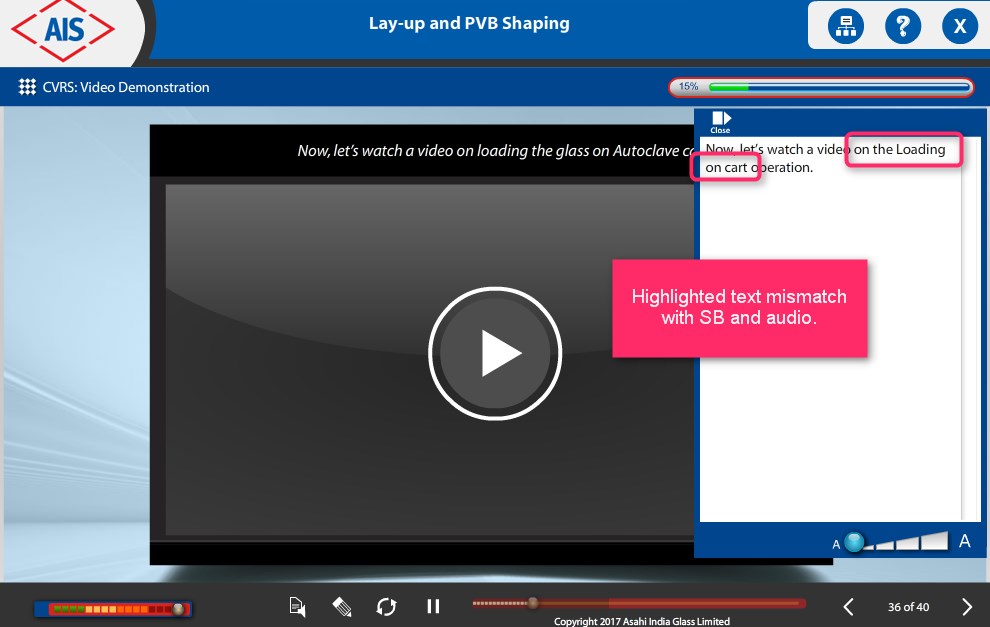 AIS
Lay-up and PVB Shaping
? X
CVRS: Video Demonstration
15%
Close
Now, let's watch a video on loading the glass on Autoclave
Now, let's watch a video on the Loading
on cart operation.
Highlighted text mismatch
with SB and audio.
A A
36 of 40
Copyright 2017 Asahi India Glass Limited